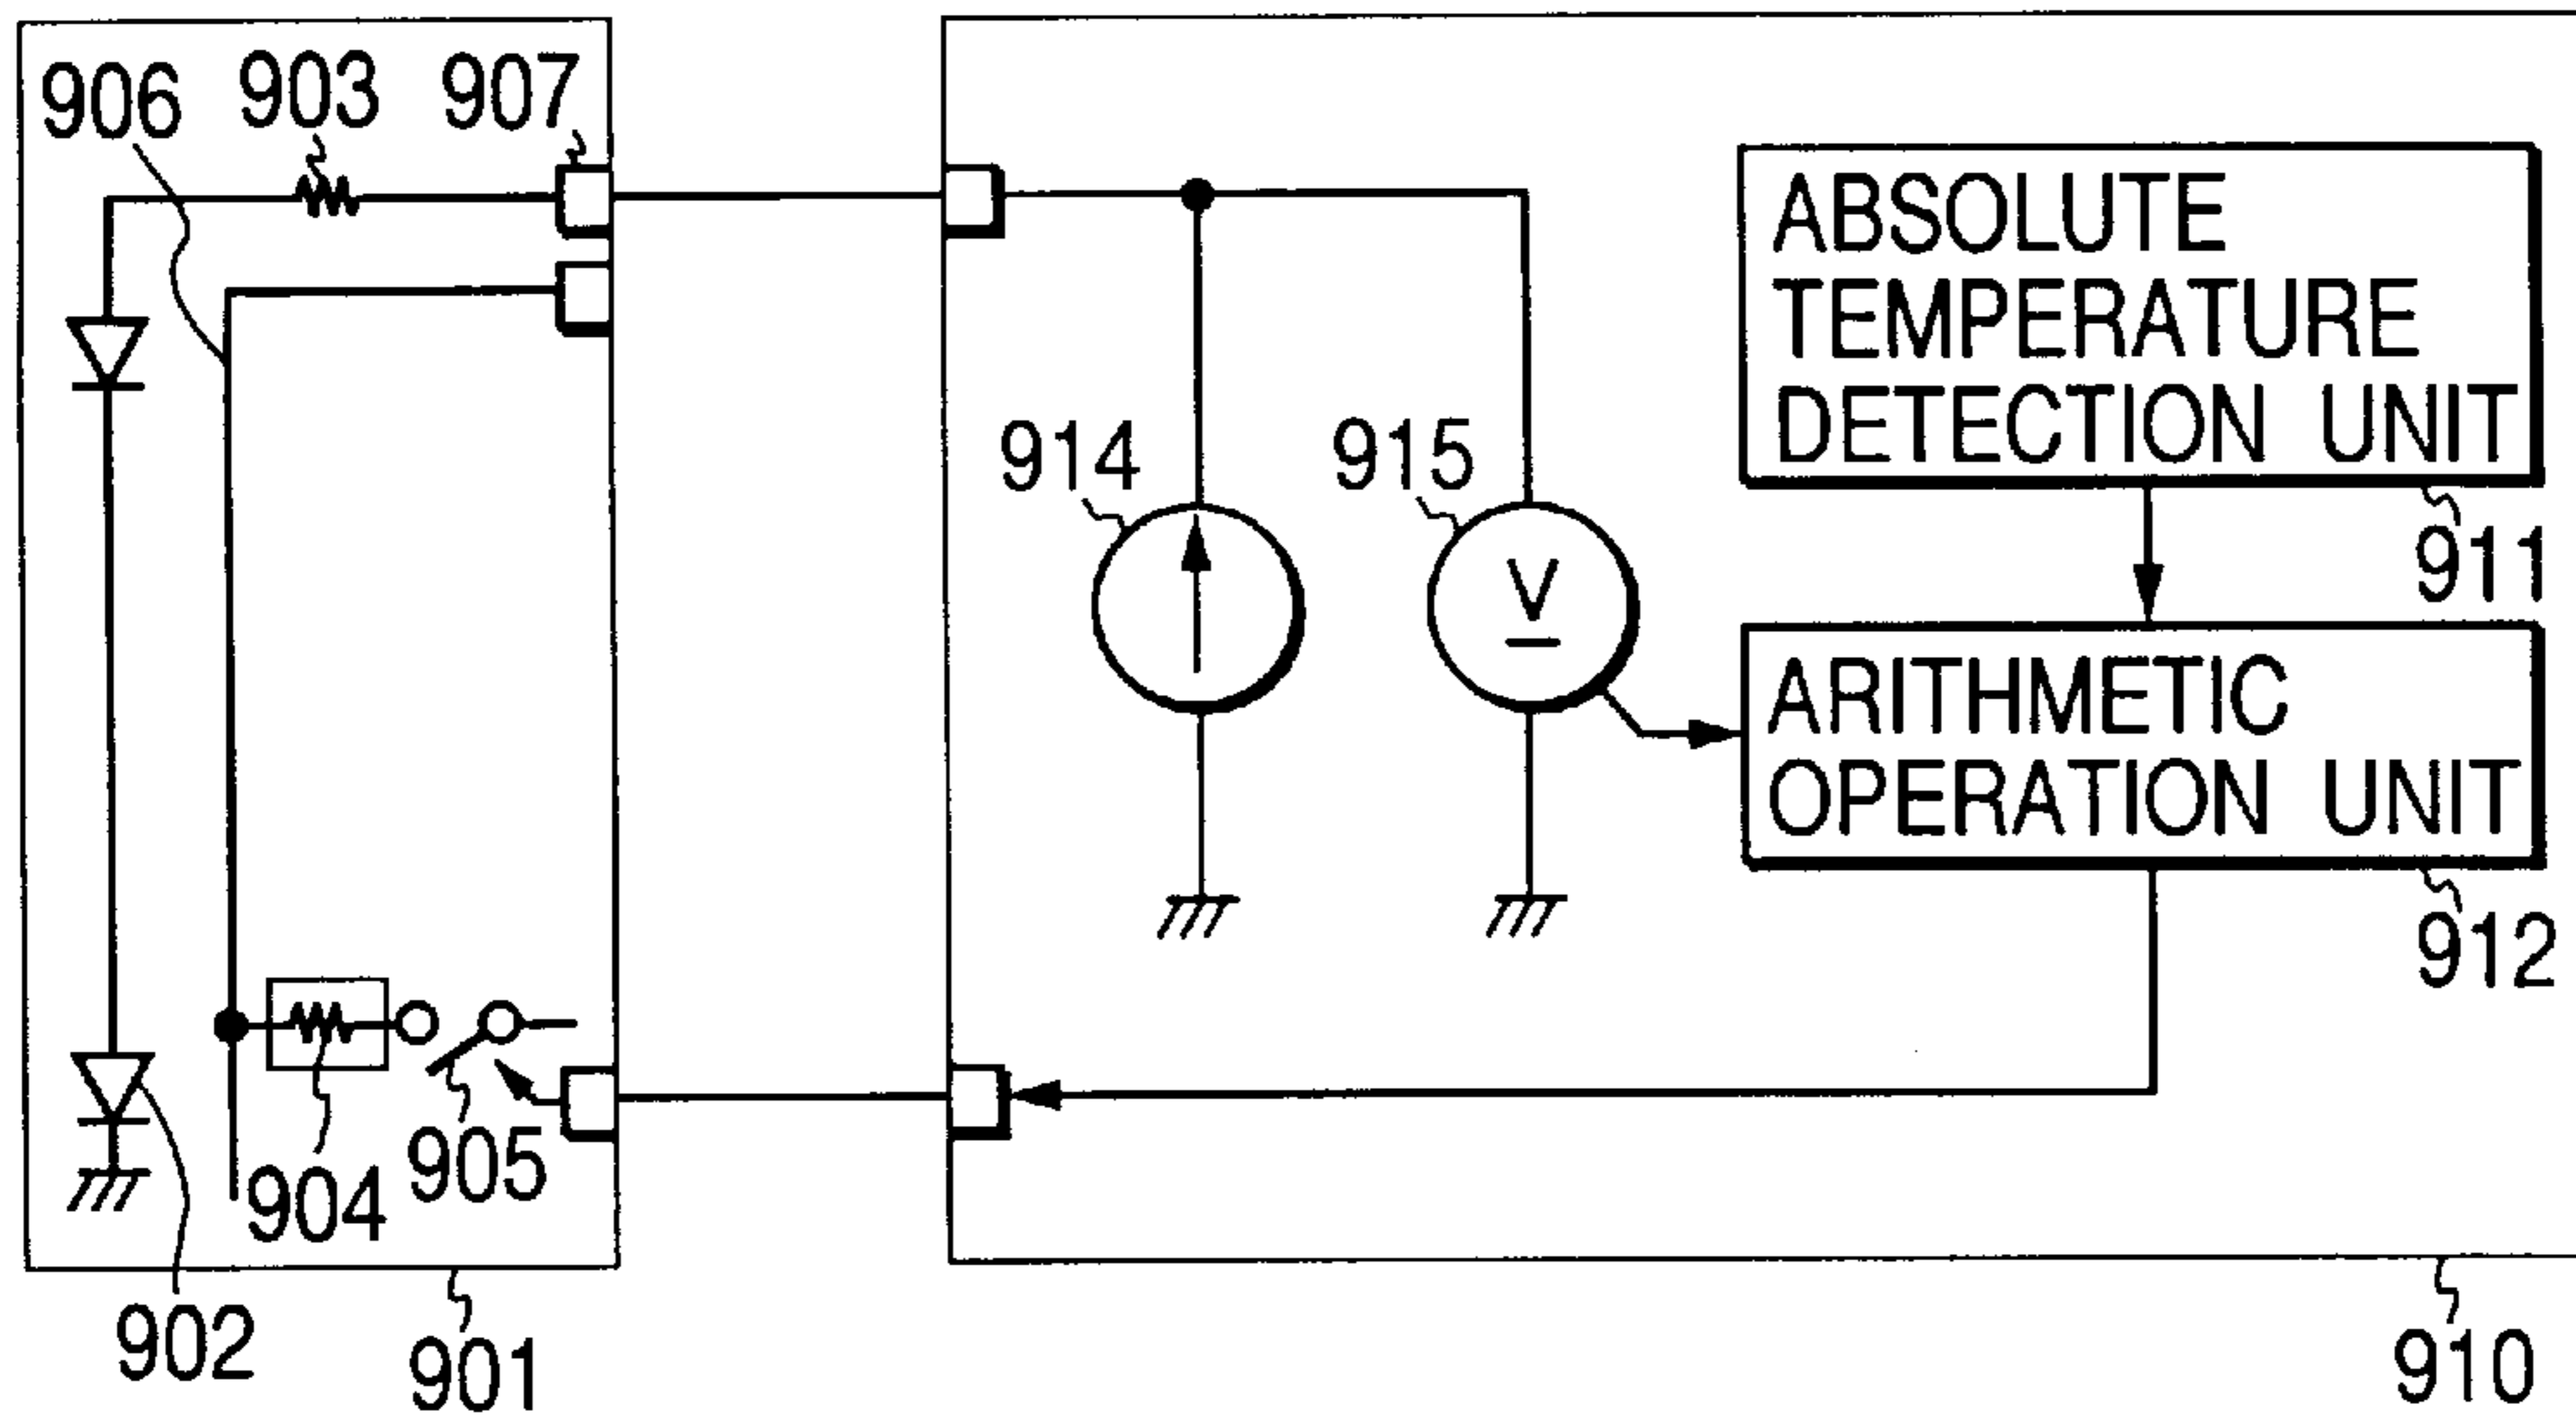 906
903
907
ABSOLUTE
TEMPERATURE
DETECTION UNIT
914
915
911
V
ARITHMETIC
OPERATION UNIT
912
904
905
902
901
910